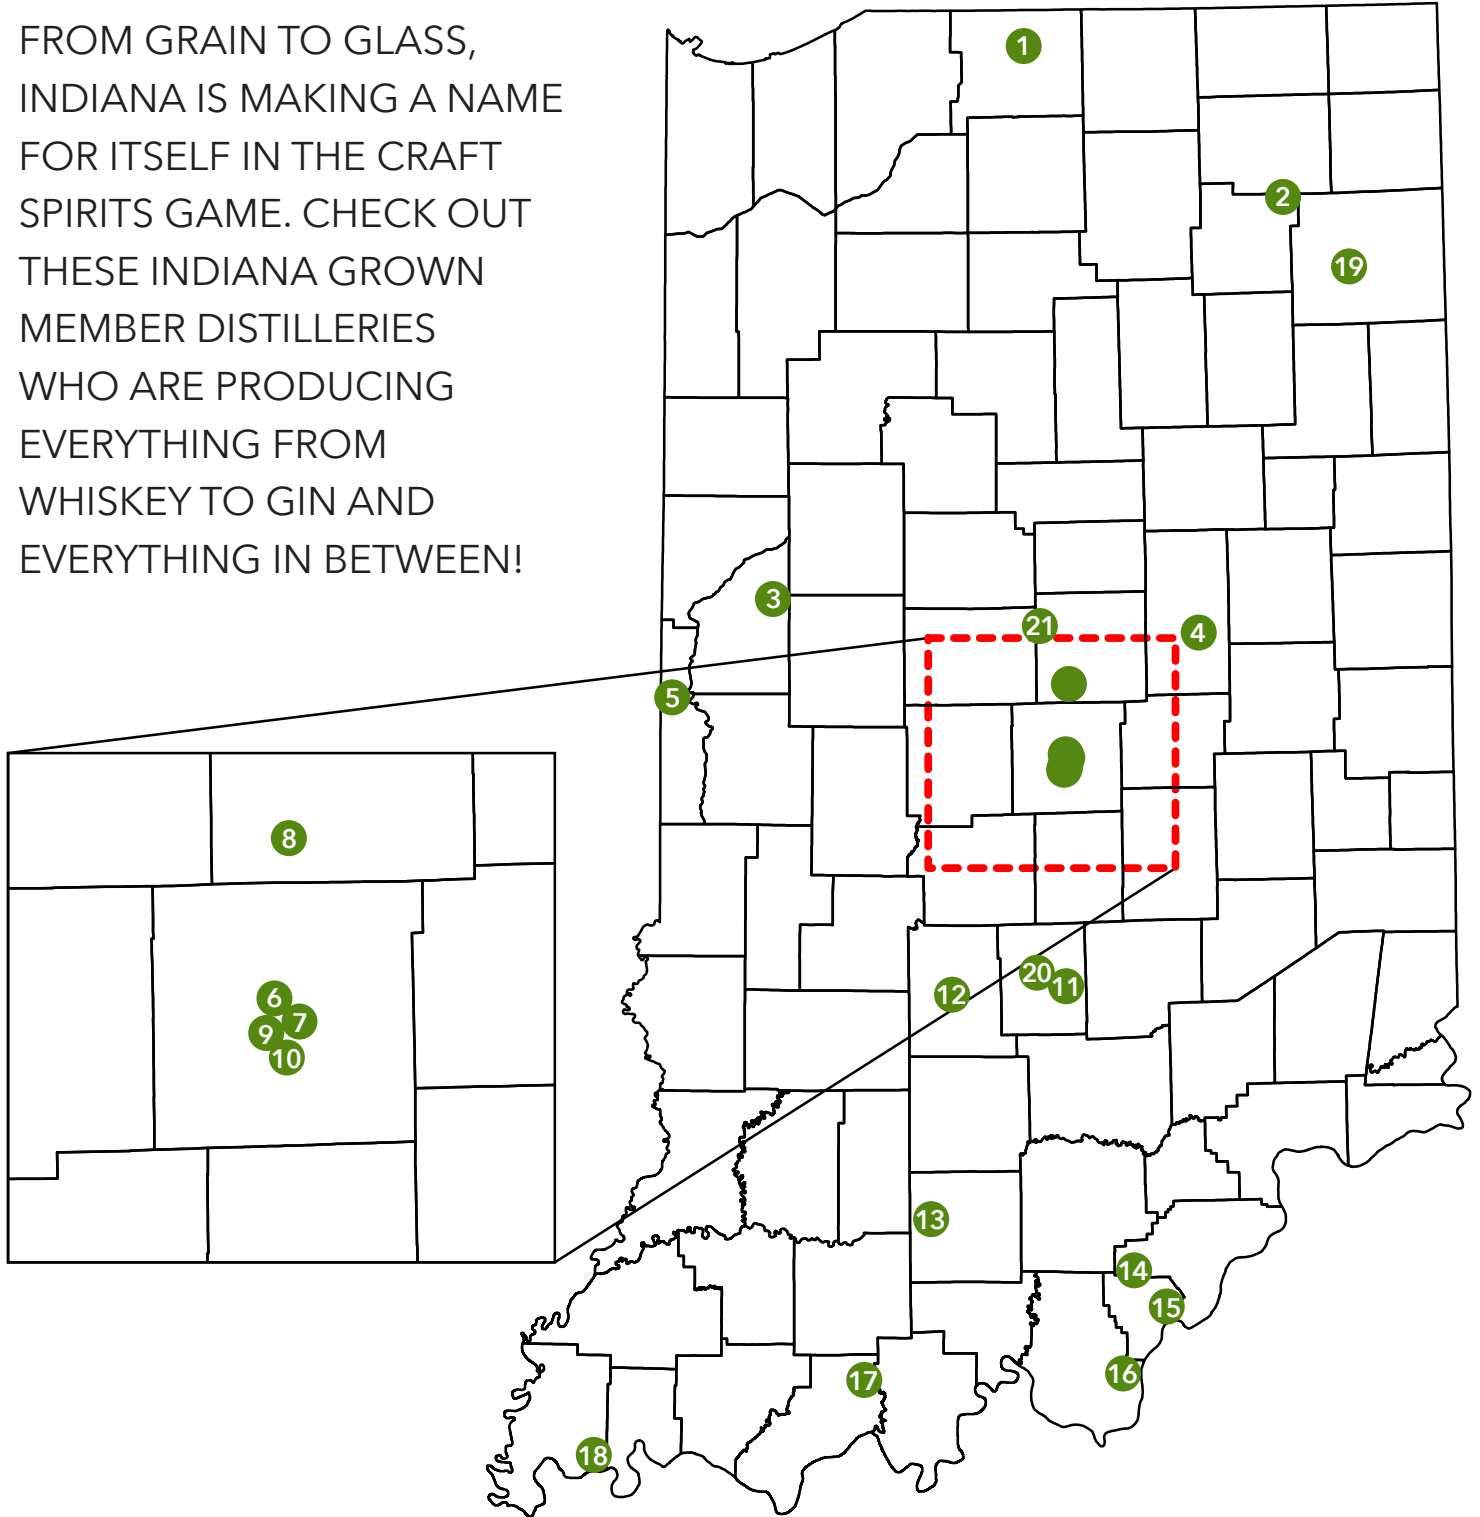 FROM GRAIN TO GLASS,
INDIANA IS MAKING A NAME
FOR ITSELF IN THE CRAFT
SPIRITS GAME. CHECK OUT
THESE INDIANA GROWN
MEMBER DISTILLERIES
WHO ARE PRODUCING
EVERYTHING FROM
WHISKEY TO GIN AND
EVERYTHING IN BETWEEN!
1
2
19
3
21
4
5
8
6
7
9
10
20
11
12
13
14
15
16
17
18